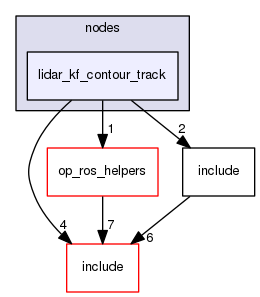 nodes
lidar_kf_contour_track
1
2
op_ros_helpers
include
4
7
6
include